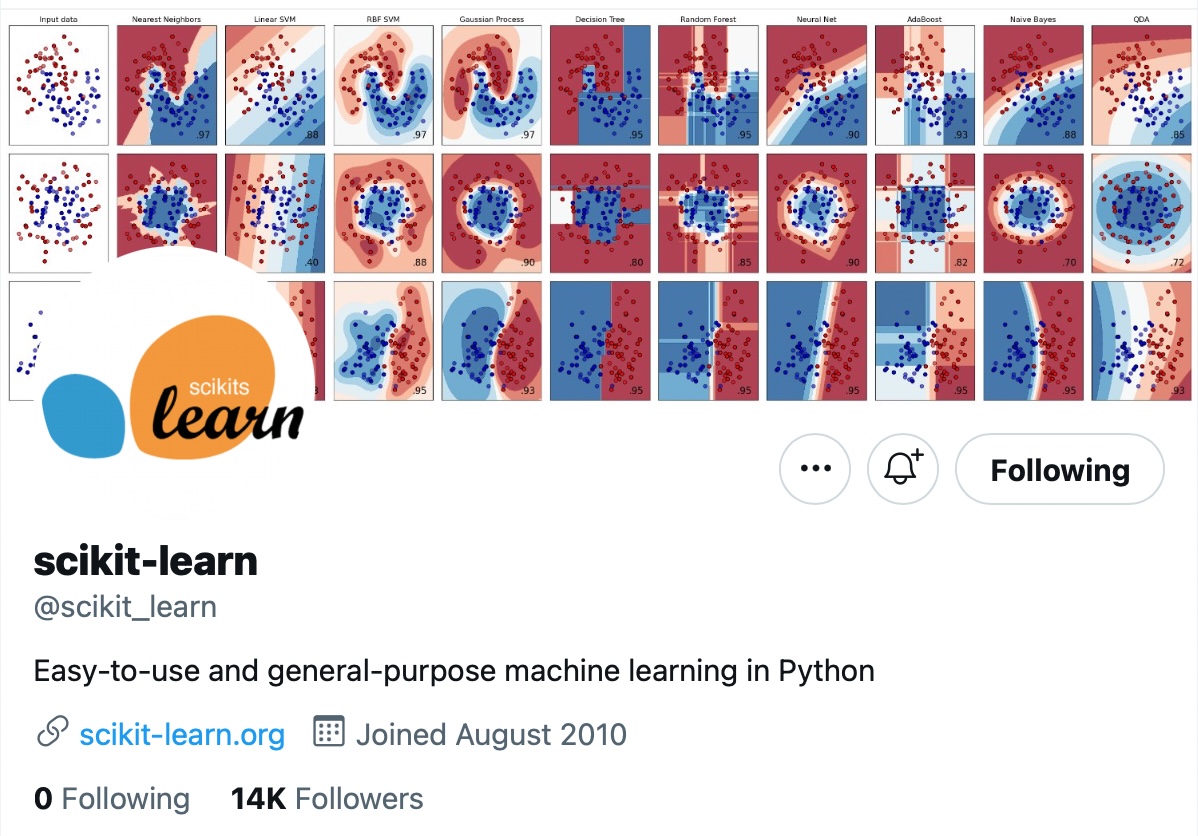 Input data Nearest Neighbors Linear SVM RBF SVM Gaussian Process Decision Tree Random Forest Neural Net AdaBoost Naive Bayes QDA
.97 .88 .97 .97 .95 .95 .90 .93 .88 .85
.40 .88 .90 .80 .85 .90 .82 .70 .72
.95 .93 .95 .95 .95 .95 .95 .93
scikits
learn
Following
scikit-learn
@scikit_learn
Easy-to-use and general-purpose machine learning in Python
scikit-learn.org Joined August 2010
0 Following 14K Followers